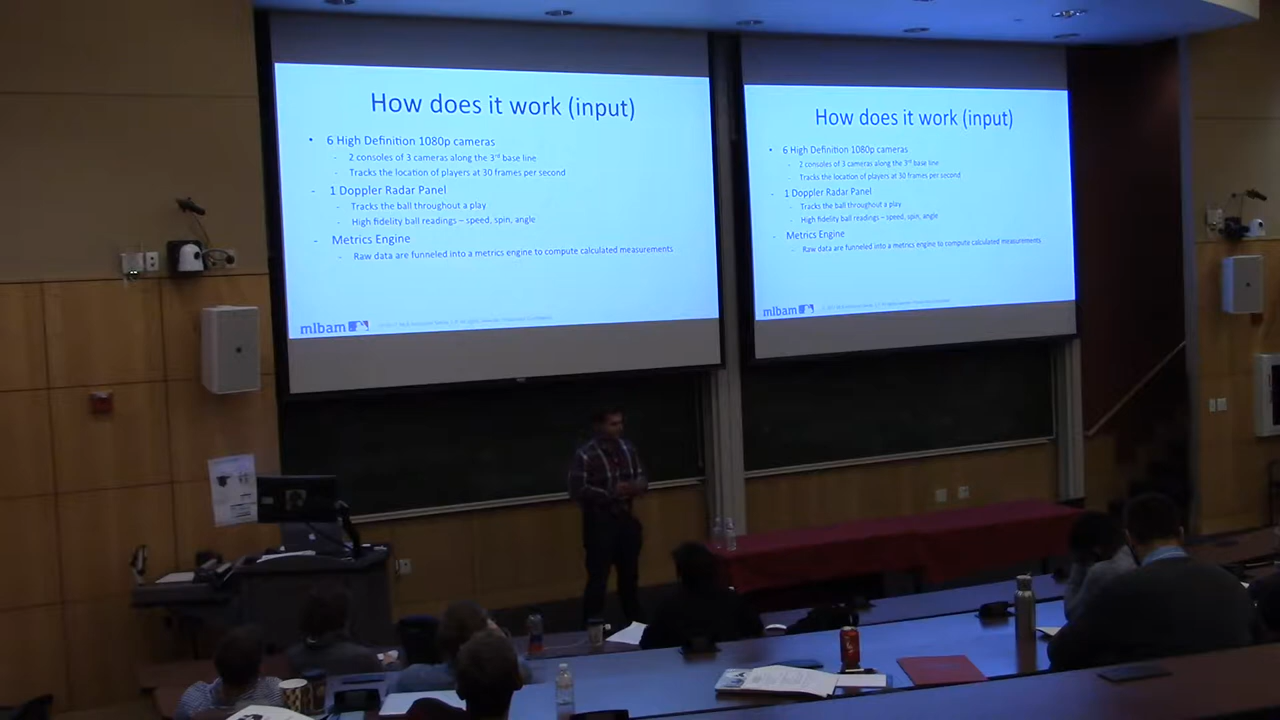 How does it work (input)
• 6 High Definition 1080p cameras
- 2 consoles of 3 cameras along the 3rd base line
- Tracks the location of players at 30 frames per second
- 1 Doppler Radar Panel
- Tracks the ball throughout a play
- High fidelity ball readings – speed, spin, angle
- Metrics Engine
- Raw data are funneled into a metrics engine to compute calculated measurements
mlbam
How does it work (input)
• 6 High Definition 1080p cameras
- 2 consoles of 3 cameras along the 3rd base line
- Tracks the location of players at 30 frames per second
- 1 Doppler Radar Panel
- Tracks the ball throughout a play
- High fidelity ball readings – speed, spin, angle
- Metrics Engine
- Raw data are funneled into a metrics engine to compute calculated measurements
mlbam